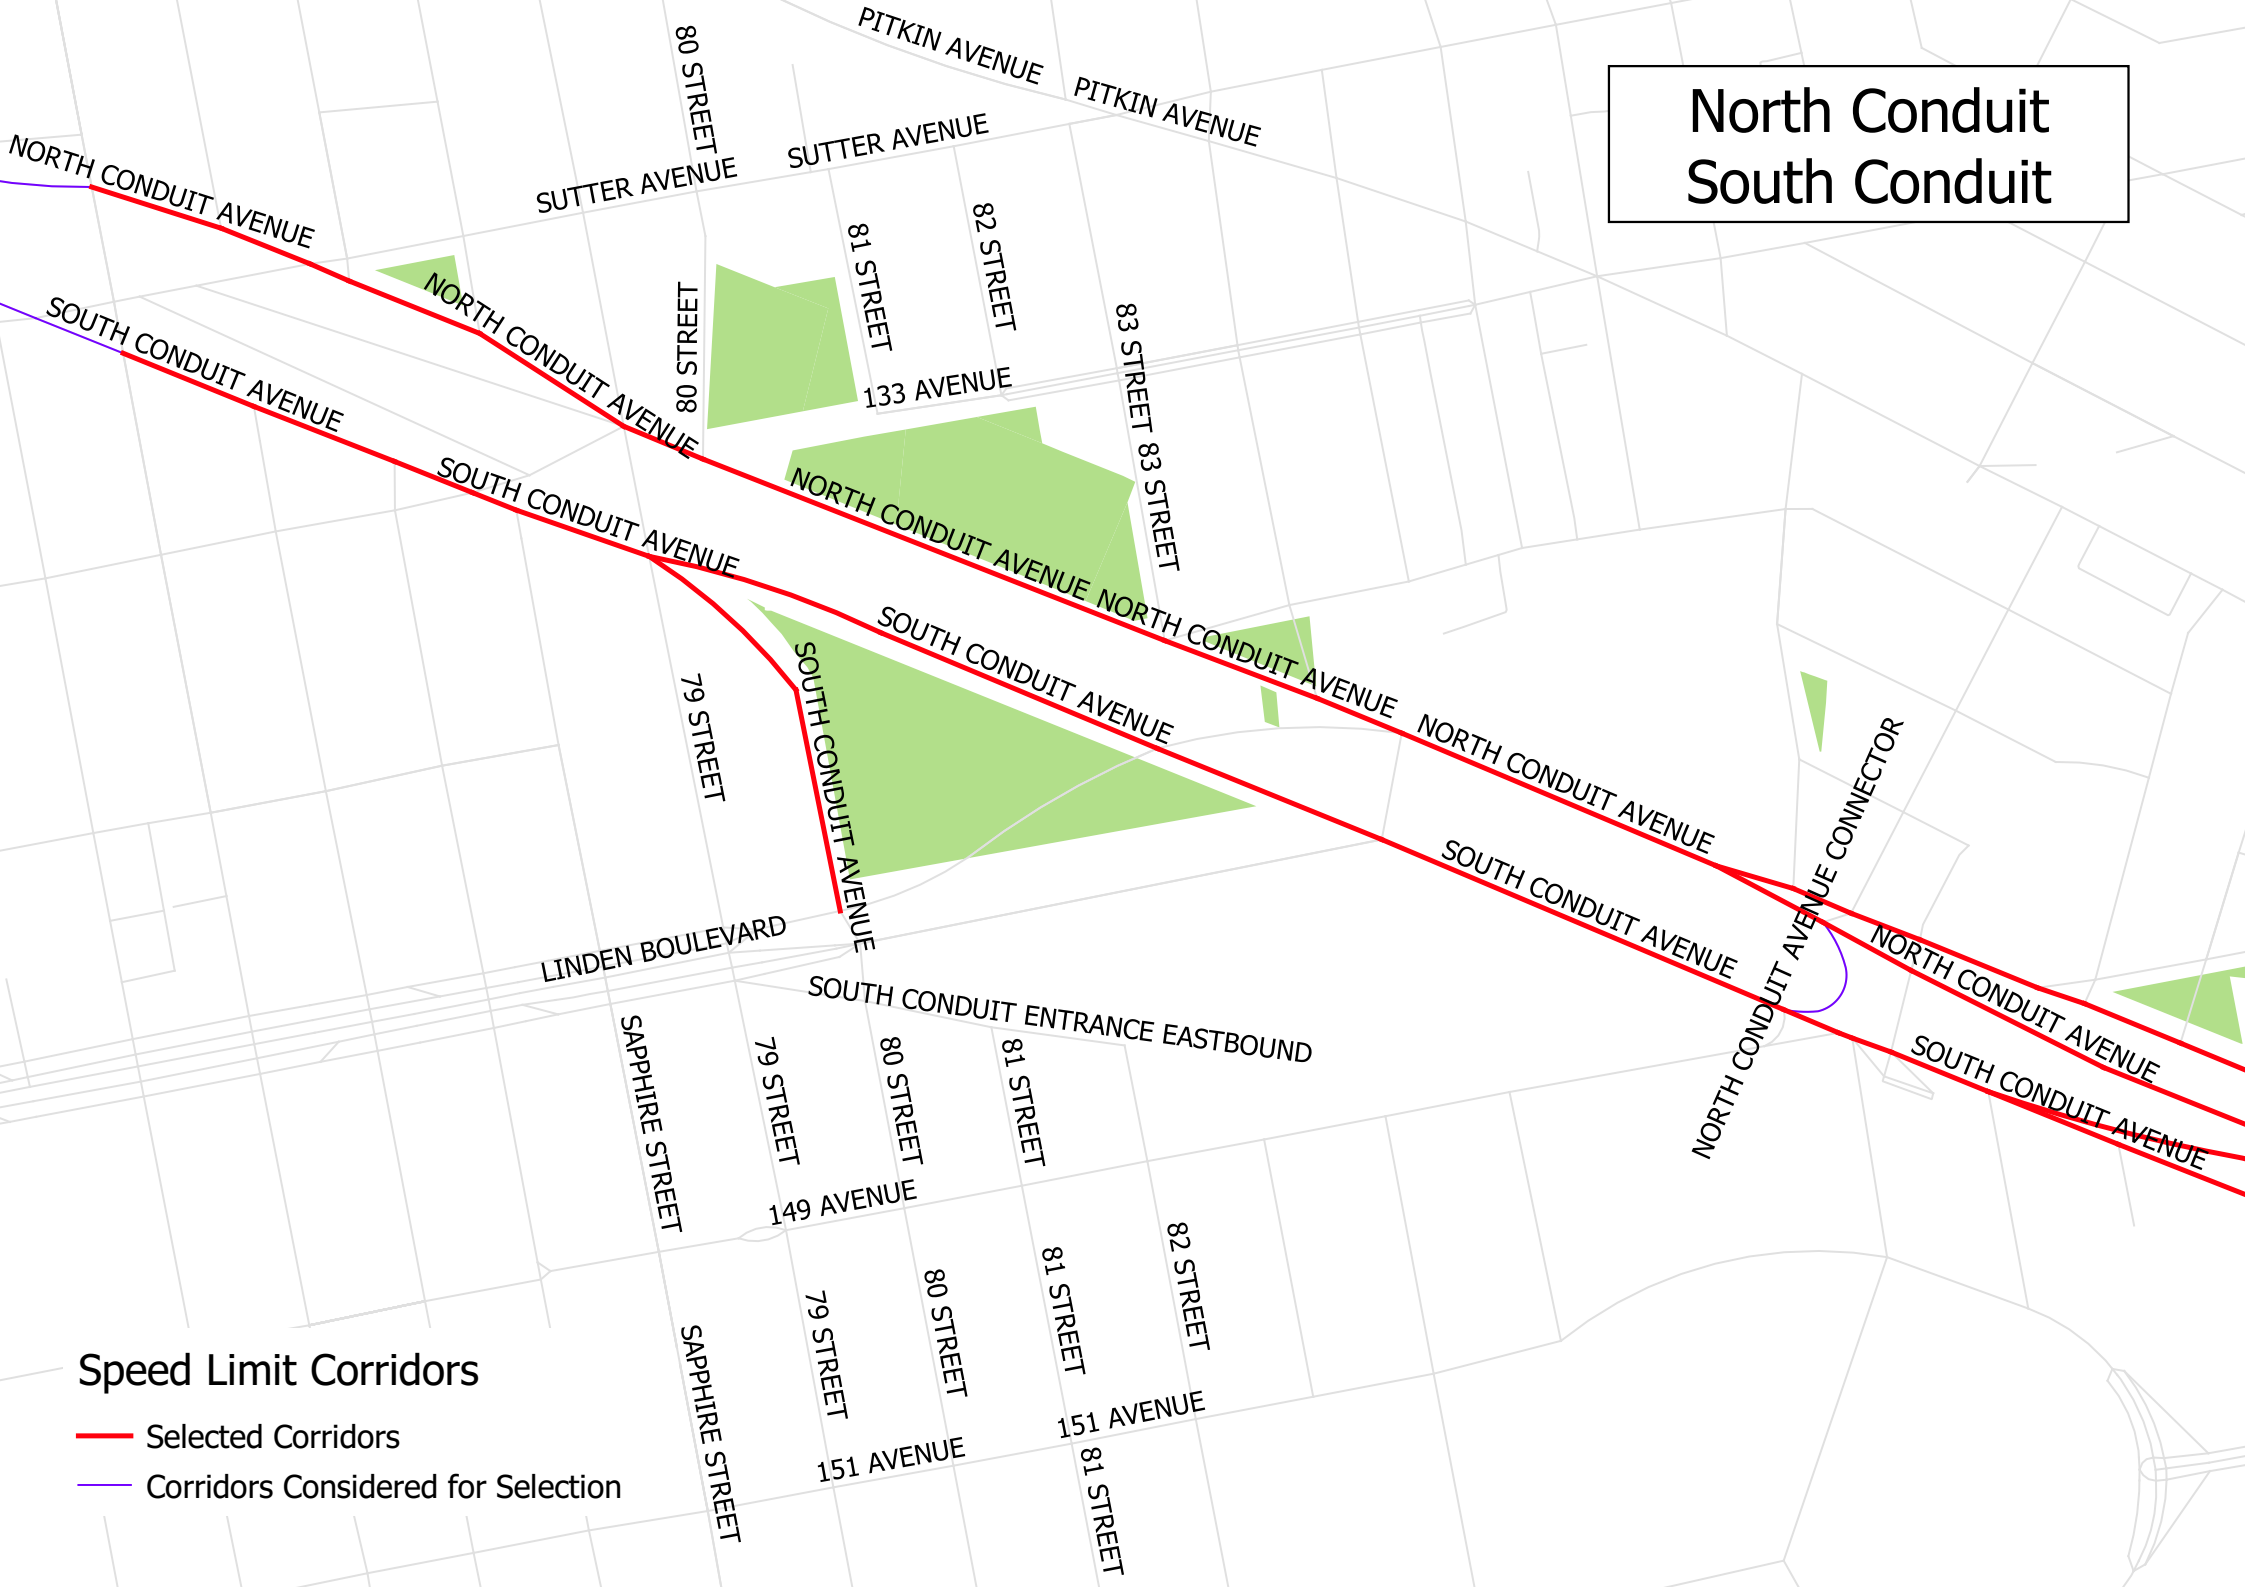 PITKIN AVENUE
PITKIN AVENUE
80 STREET
North Conduit
South Conduit
SUTTER AVENUE
SUTTER AVENUE
NORTH CONDUIT AVENUE
81 STREET
82 STREET
80 STREET
NORTH CONDUIT AVENUE
SOUTH CONDUIT AVENUE
83 STREET
133 AVENUE
83 STREET
SOUTH CONDUIT AVENUE
NORTH CONDUIT AVENUE
NORTH CONDUIT AVENUE
SOUTH CONDUIT AVENUE
SOUTH CONDUIT AVENUE
79 STREET
NORTH CONDUIT AVENUE
NORTH CONDUIT AVENUE CONNECTOR
SOUTH CONDUIT AVENUE
NORTH CONDUIT AVENUE
LINDEN BOULEVARD
SOUTH CONDUIT ENTRANCE EASTBOUND
SOUTH CONDUIT AVENUE
SAPPHIRE STREET
79 STREET
80 STREET
81 STREET
149 AVENUE
82 STREET
81 STREET
80 STREET
79 STREET
SAPPHIRE STREET
151 AVENUE
151 AVENUE
81 STREET
Speed Limit Corridors
Selected Corridors
Corridors Considered for Selection